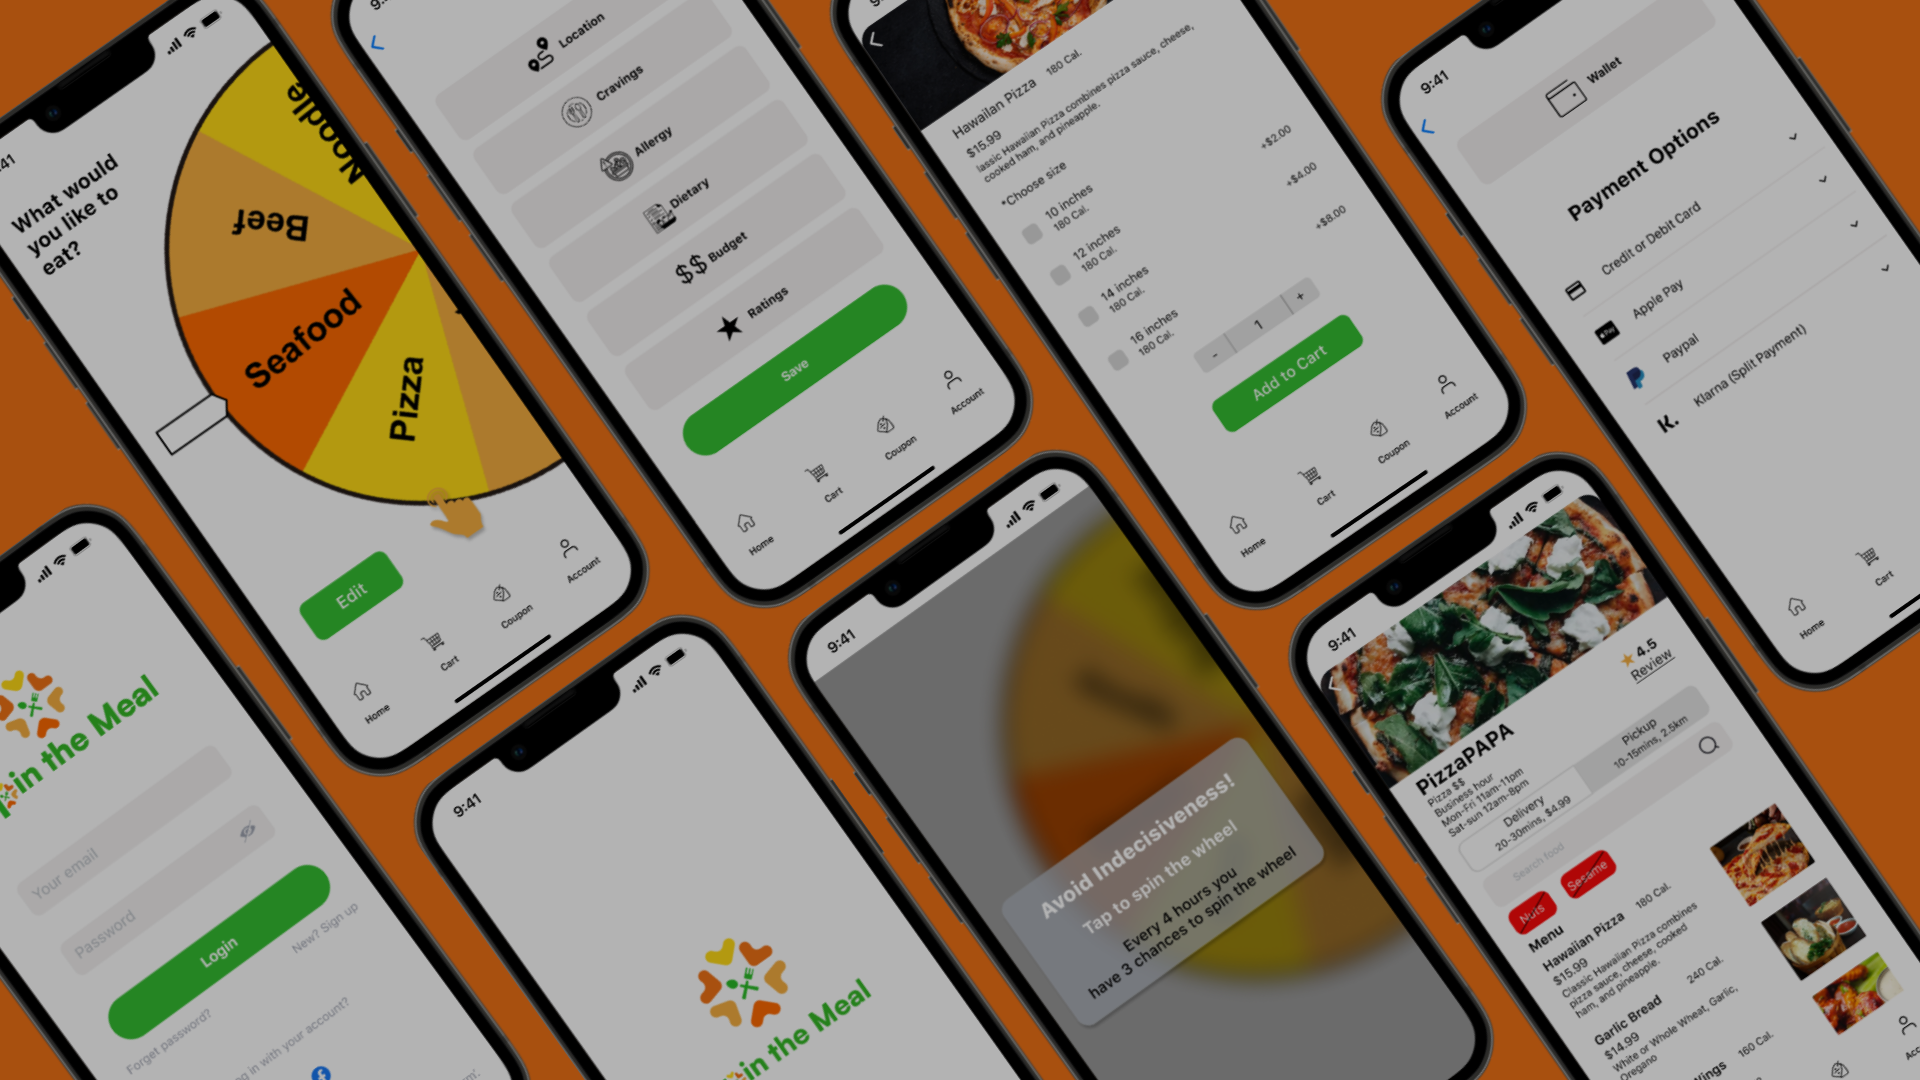 9:41
What would
you like to
eat?
Noodle
Beef
Seafood
Pizza
Edit
Home
Cart
Coupon
Account
Location
Cravings
Allergy
Dietary
$$ Budget
Ratings
Save
Home
Cart
Coupon
Account
Hawaiian Pizza 180 Cal.
$15.99
lassic Hawaiian Pizza combines pizza sauce, cheese,
cooked ham, and pineapple.
*Choose size
10 inches
180 Cal.
12 inches +$2.00
180 Cal.
14 inches +$4.00
180 Cal.
16 inches +$8.00
180 Cal.
- 1 +
Add to Cart
Home
Cart
Coupon
Account
9:41
Wallet
Payment Options
Credit or Debit Card
Apple Pay
Paypal
K. Klarna (Split Payment)
Home
Cart
in the Meal
Your email
Password
Login
New? Sign up
Forget password?
in with your account?
9:41
in the Meal
9:41
Avoid Indecisiveness!
Tap to spin the wheel
Every 4 hours you
have 3 chances to spin the wheel
9:41
4.5
Review
PizzaPAPA
Pizza $$
Business hour
Mon-Fri 11am-11pm
Sat-sun 12am-8pm
Delivery
20-30mins, $4.99
Pickup
10-15mins, 2.5km
Search food
Nuts
Sesame
Menu
Hawaiian Pizza 180 Cal.
$15.99
Classic Hawaiian Pizza combines
pizza sauce, cheese, cooked
ham, and pineapple.
Garlic Bread 240 Cal.
$14.99
White or Whole Wheat, Garlic,
Oregano
Wings 160 Cal.